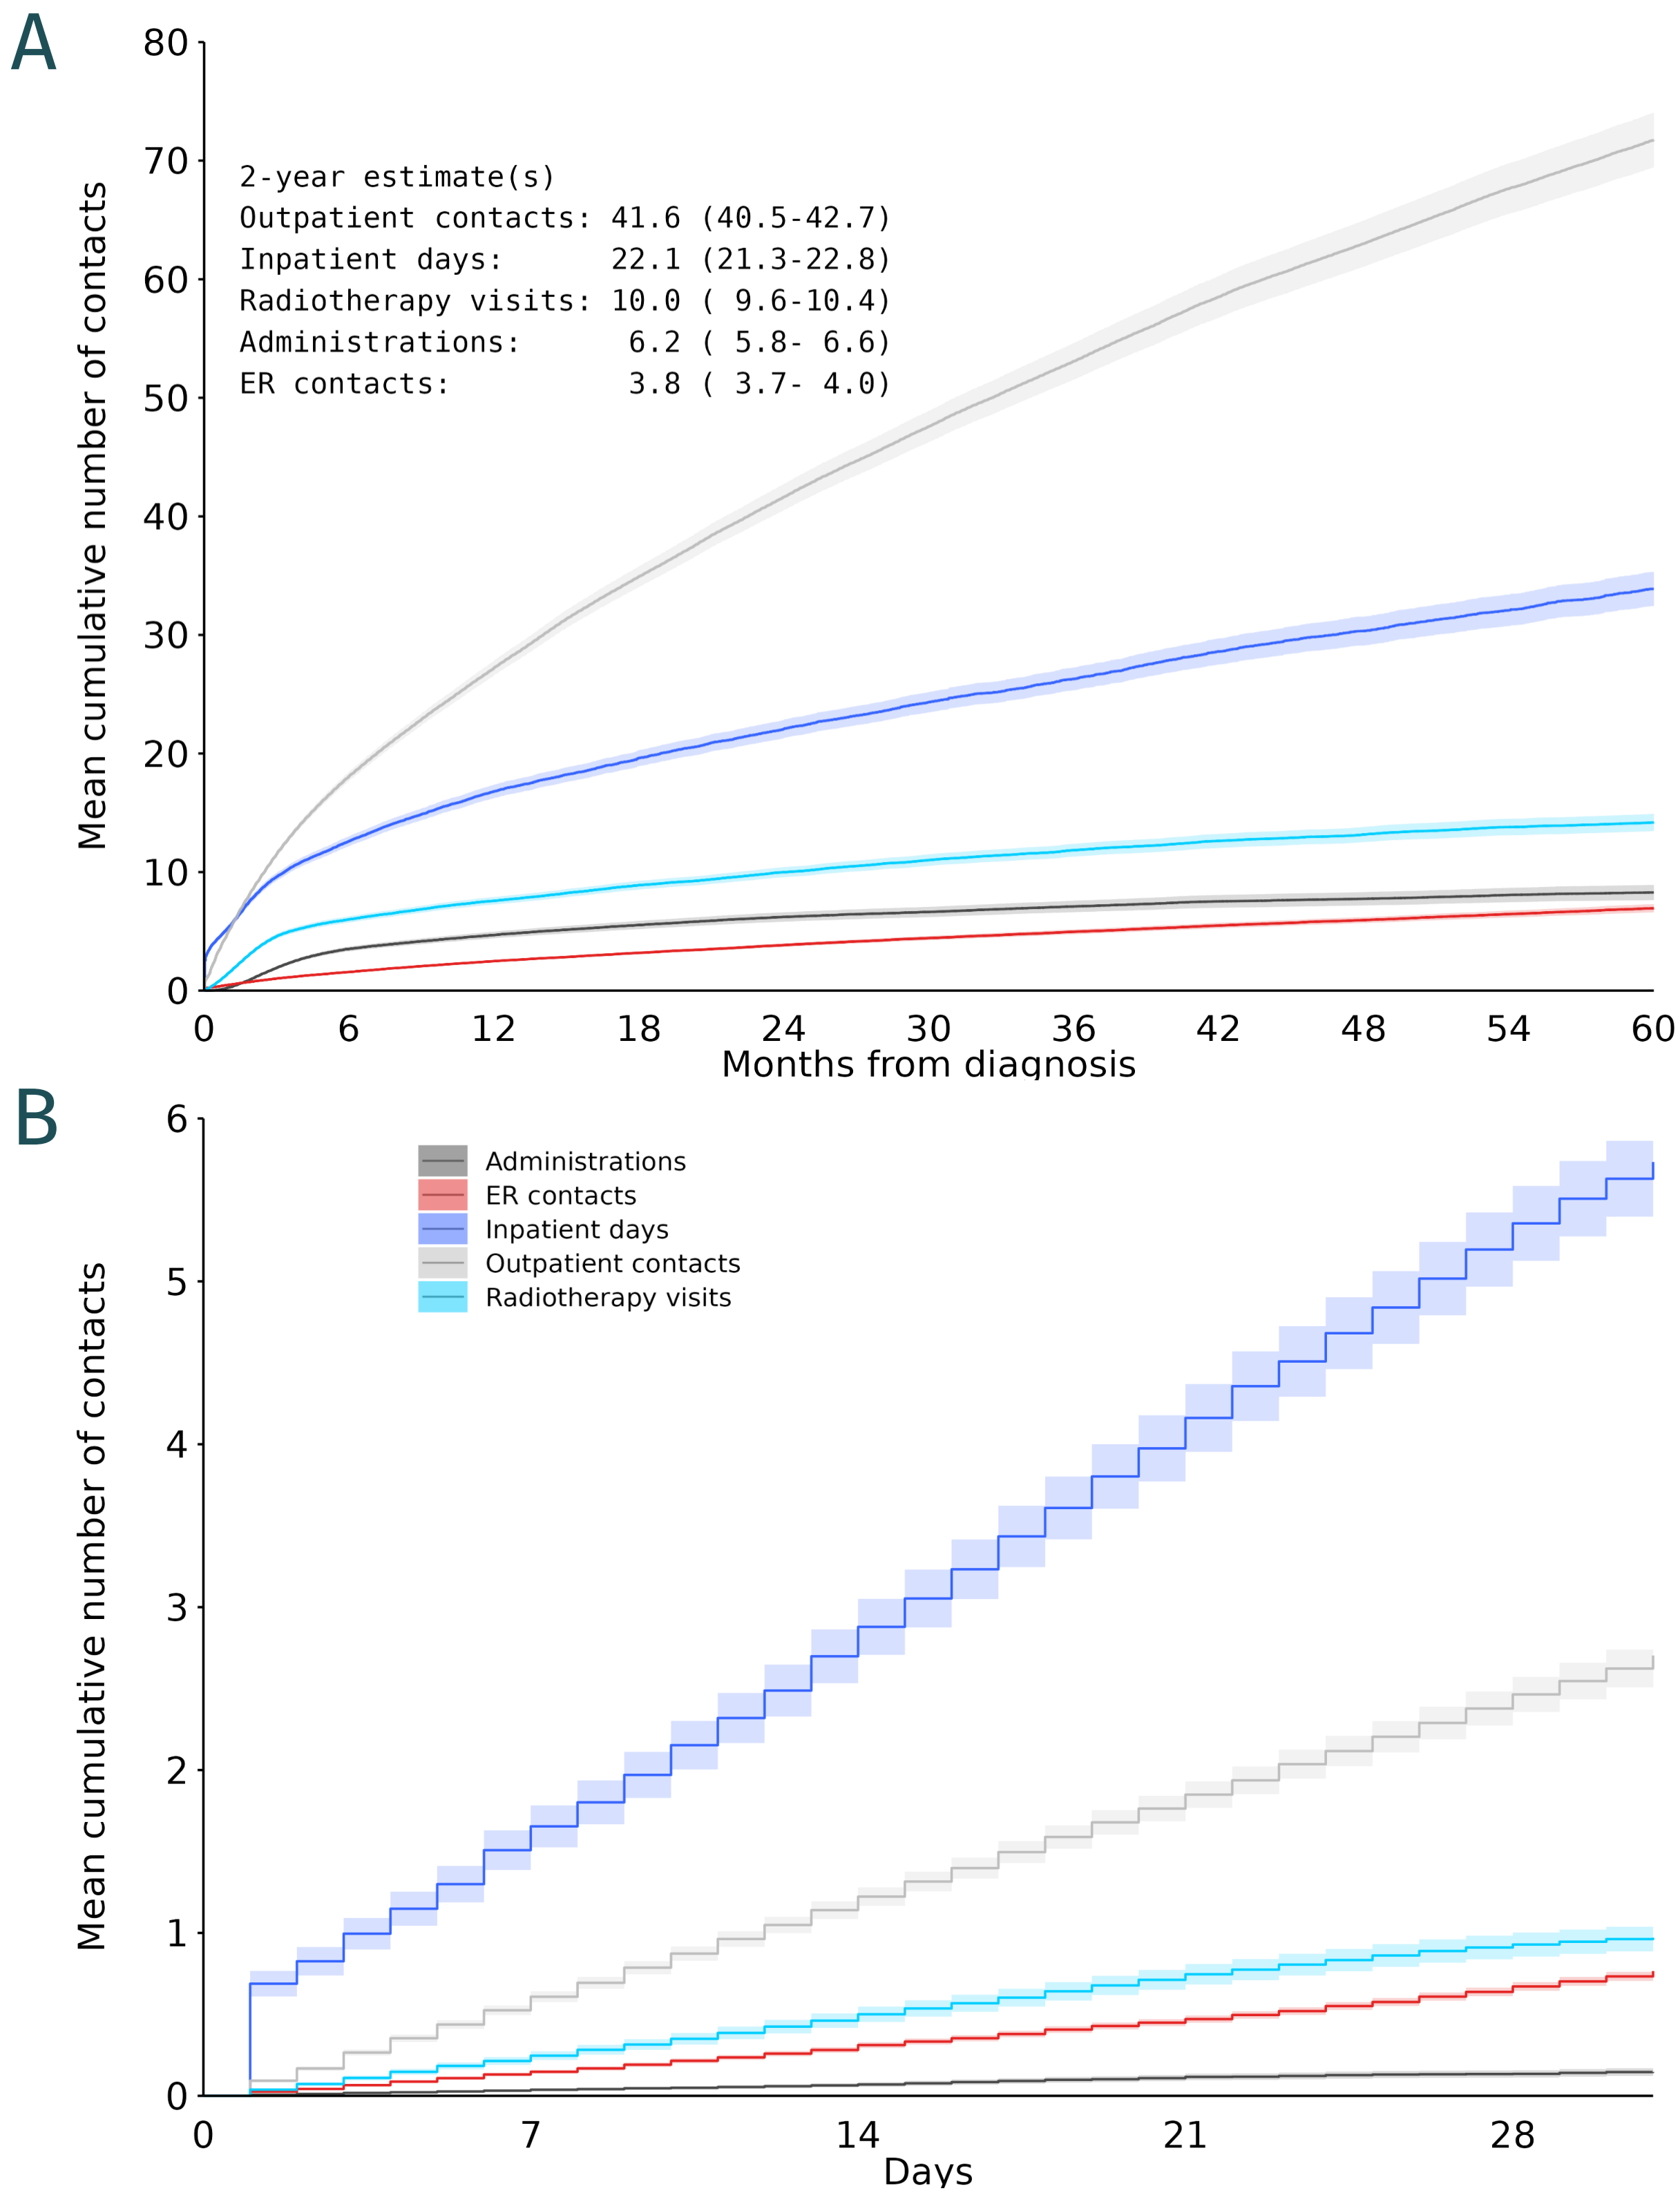 A
80
70
60
50
40
30
20
10
0
Mean cumulative number of contacts
2-year estimate(s)
Outpatient contacts: 41.6 (40.5-42.7)
Inpatient days: 22.1 (21.3-22.8)
Radiotherapy visits: 10.0 ( 9.6-10.4)
Administrations: 6.2 ( 5.8- 6.6)
ER contacts: 3.8 ( 3.7- 4.0)
0 6 12 18 24 30 36 42 48 54 60
Months from diagnosis
B
6
5
4
3
2
1
0
Mean cumulative number of contacts
Administrations
ER contacts
Inpatient days
Outpatient contacts
Radiotherapy visits
0 7 14 21 28
Days